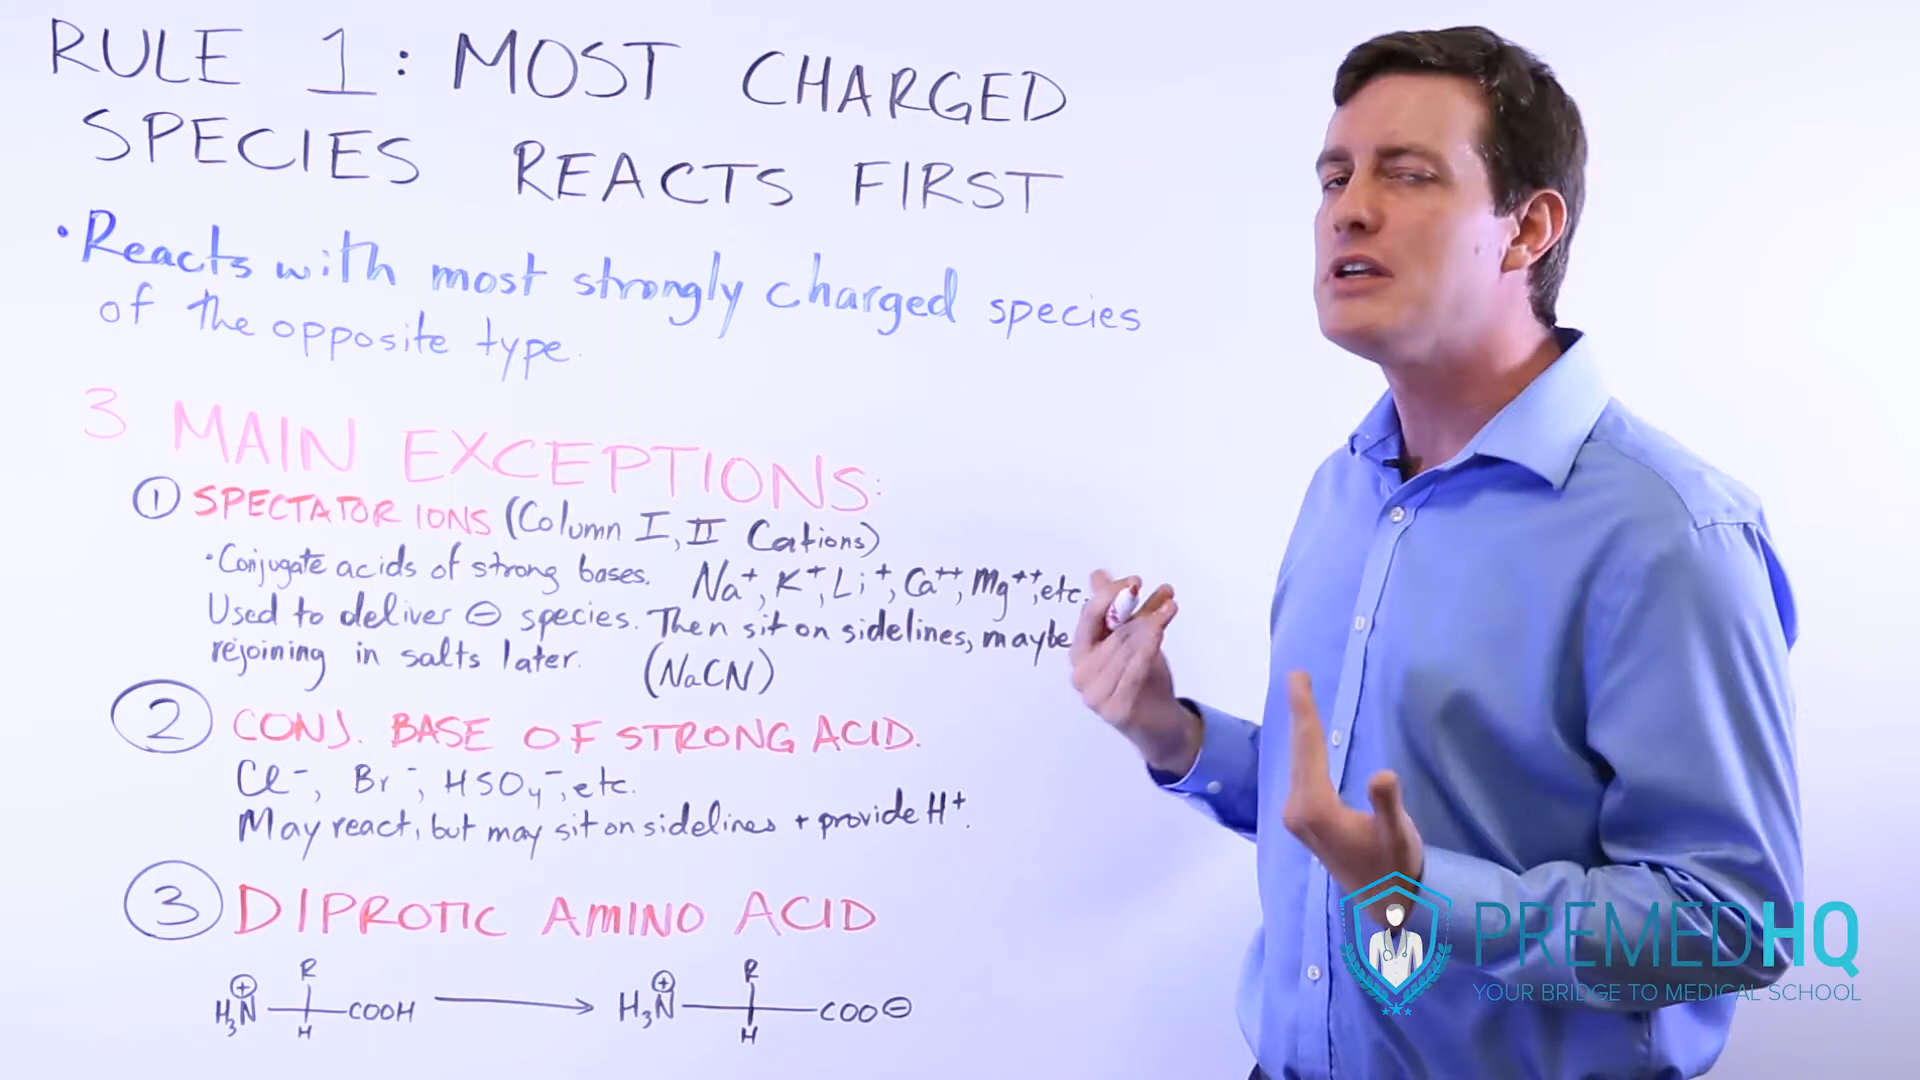 RULE 1: MOST CHARGED
SPECIES REACTS FIRST
• Reacts with most strongly charged species
of the opposite type.
3 MAIN EXCEPTIONS:
① SPECTATOR IONS (Column I, II Cations)
• Conjugate acids of strong bases. Na⁺, K⁺, Li⁺, Ca⁺⁺, Mg⁺⁺, etc.
Used to deliver ⊖ species. Then sit on sidelines, maybe
rejoining in salts later. (NaCN)
② CONJ. BASE OF STRONG ACID.
Cl⁻, Br⁻, HSO₄⁻, etc.
May react, but may sit on sidelines + provide H⁺.
③ DIPROTIC AMINO ACID
⊕ R ⊕ R
H₃N COOH → H₃N COO⊖
H H
PREMEDHQ
YOUR BRIDGE TO MEDICAL SCHOOL